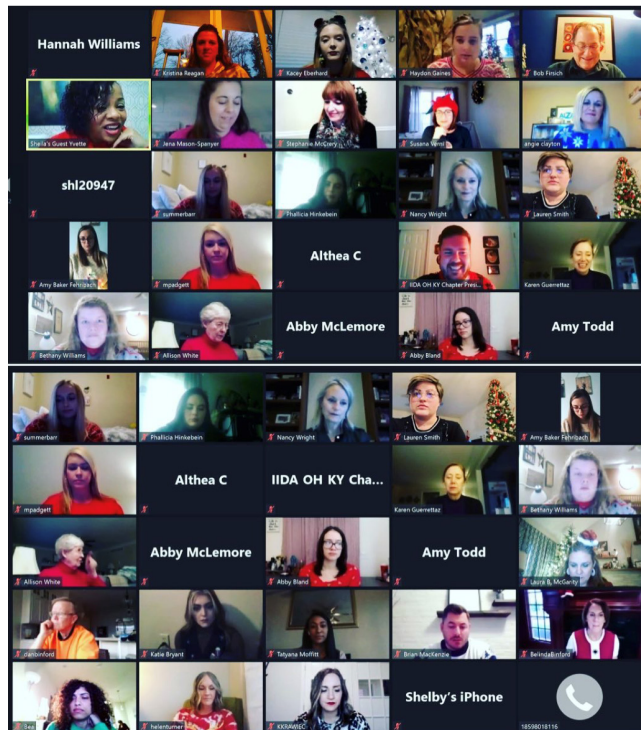 Hannah Williams
Kristina Reagan
Kacey Eberhard
Haydon Gaines
Bob Firsich
Sheila's Guest Yvette
Jena Mason-Spanyer
Stephanie McCrery
Susana Verni
angie clayton
shl20947
summerbarr
Phallicia Hinkebein
Nancy Wright
Lauren Smith
Amy Baker Fehribach
mpadgett
Althea C
IIDA OH KY Chapter Presi...
Karen Guerrettaz
Bethany Williams
Allison White
Abby McLemore
Abby Bland
Amy Todd
summerbarr
Phallicia Hinkebein
Nancy Wright
Lauren Smith
Amy Baker Fehribach
mpadgett
Althea C
IIDA OH KY Cha...
Karen Guerrettaz
Bethany Williams
Allison White
Abby McLemore
Abby Bland
Amy Todd
Laura B. McGarity
danbinford
Katie Bryant
Tatyana Moffitt
Brian MacKenzie
BelindaBinford
Bea
helenturner
KKRAWIEC
Shelby's iPhone
18598018116